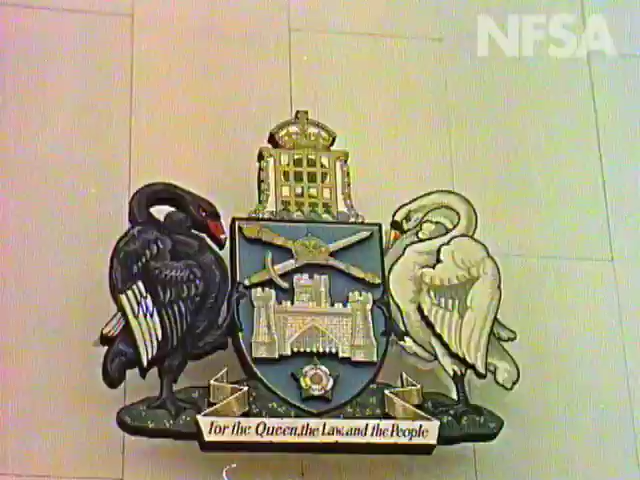 NFSA
for the Queen, the Law, and the People